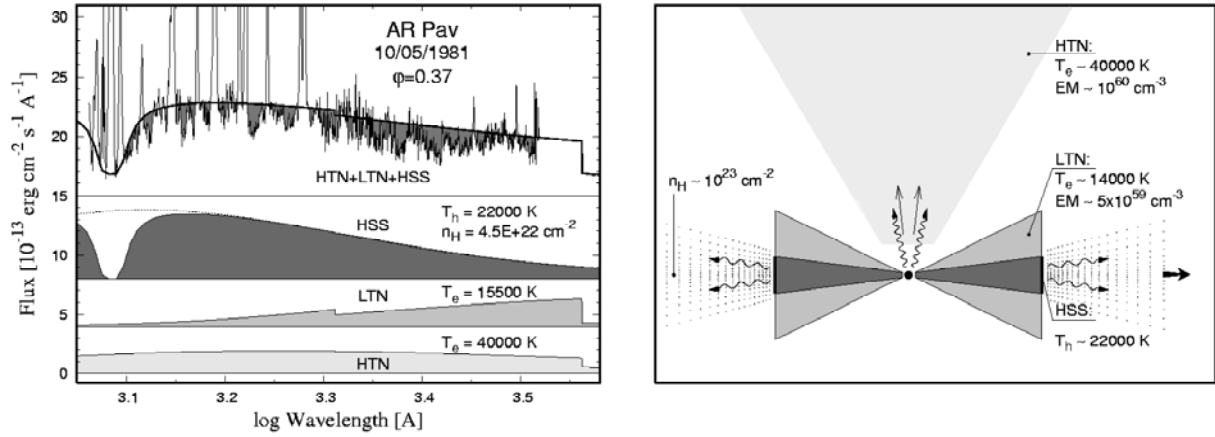 AR Pav
10/05/1981
φ=0.37
HTN+LTN+HSS
HSS
T_h = 22000 K
n_H = 4.5E+22 cm^-2
LTN
T_e = 15500 K
T_e = 40000 K
HTN
30
25
20
15
10
5
0
Flux [10^-13 erg cm^-2 s^-1 A^-1]
3.1
3.2
3.3
3.4
3.5
log Wavelength [A]
HTN:
T_e ~ 40000 K
EM ~ 10^60 cm^-3
n_H ~ 10^23 cm^-2
LTN:
T_e ~ 14000 K
EM ~ 5x10^59 cm^-3
HSS:
T_h ~ 22000 K